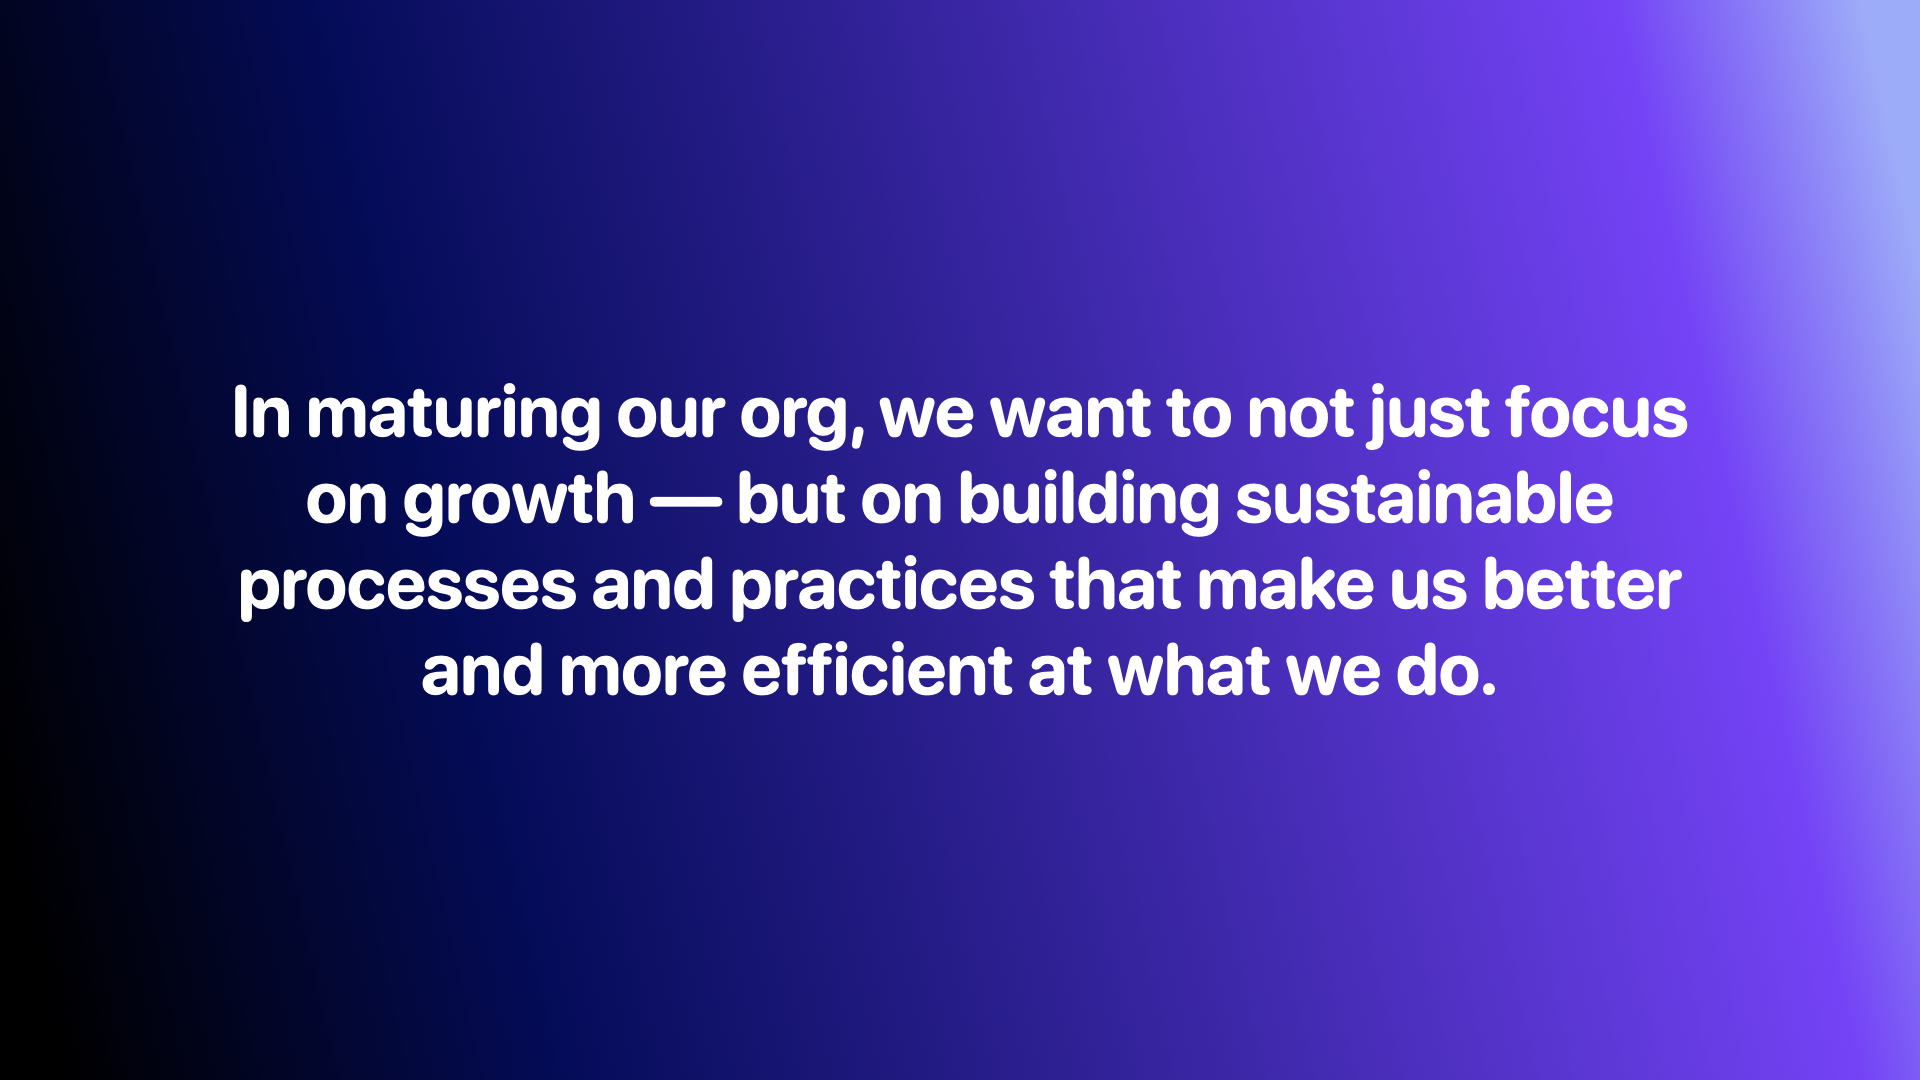 In maturing our org, we want to not just focus
on growth — but on building sustainable
processes and practices that make us better
and more efficient at what we do.